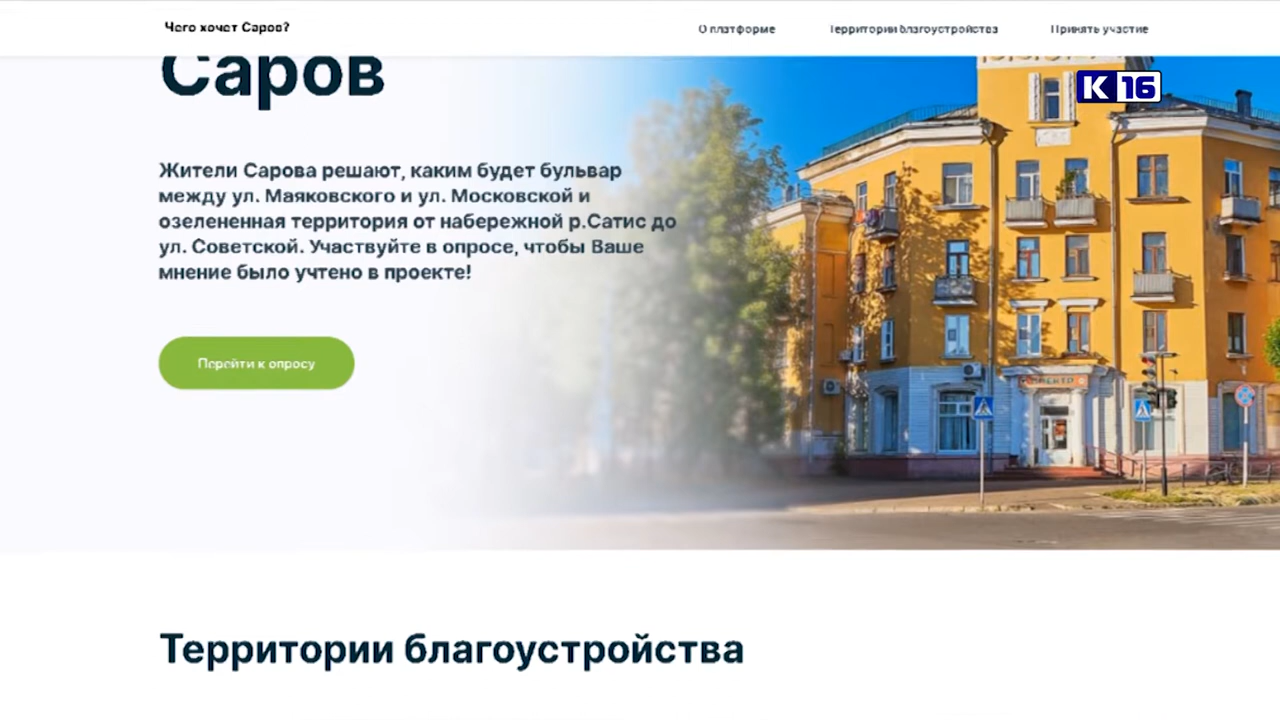 Чего хочет Саров?
О платформе
Территории благоустройства
Принять участие
Саров
К 16
Жители Сарова решают, каким будет бульвар
между ул. Маяковского и ул. Московской и
озелененная территория от набережной р.Сатис до
ул. Советской. Участвуйте в опросе, чтобы Ваше
мнение было учтено в проекте!
Перейти к опросу
Территории благоустройства